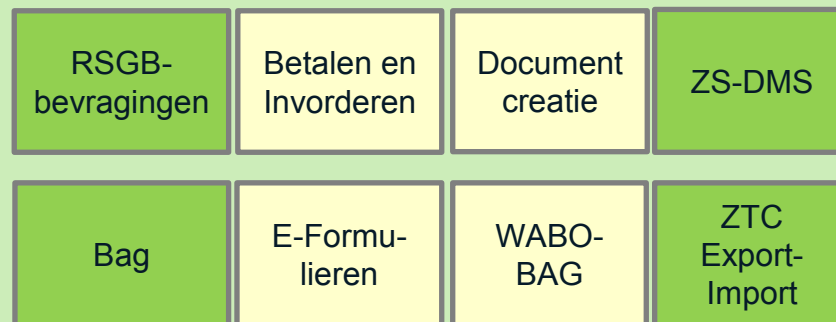 RSGB-
bevragingen
Betalen en
Invorderen
Document
creatie
ZS-DMS
Bag
E-Formu-
lieren
WABO-
BAG
ZTC
Export-
Import